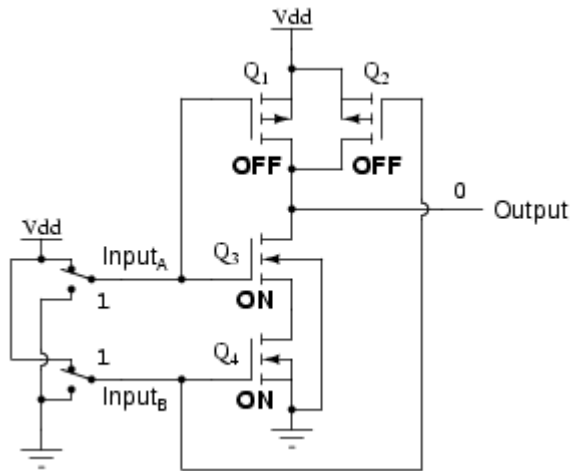 Vdd
Q1
Q2
OFF
OFF
0
Output
Vdd
InputA
Q3
1
ON
1
Q4
InputB
ON